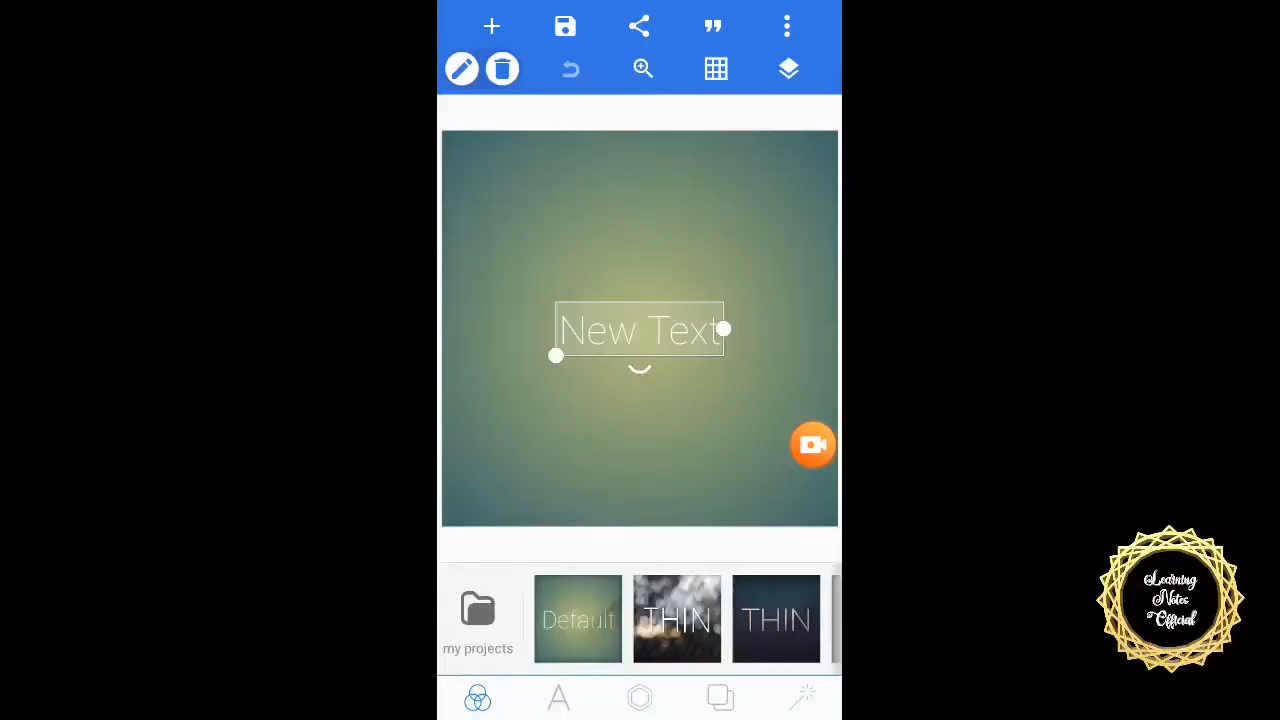 New Text
my projects
Default
THIN
THIN
Learning
Notes
Official